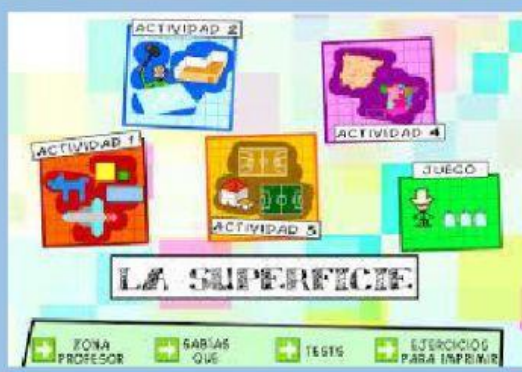 ACTIVIDAD 2
ACTIVIDAD 4
ACTIVIDAD 1
ACTIVIDAD 3
JUEGO
LA SUPERFICIE
ZONA
PROFESOR
SABÍAS
QUE
TESTS
EJERCICIOS
PARA IMPRIMIR